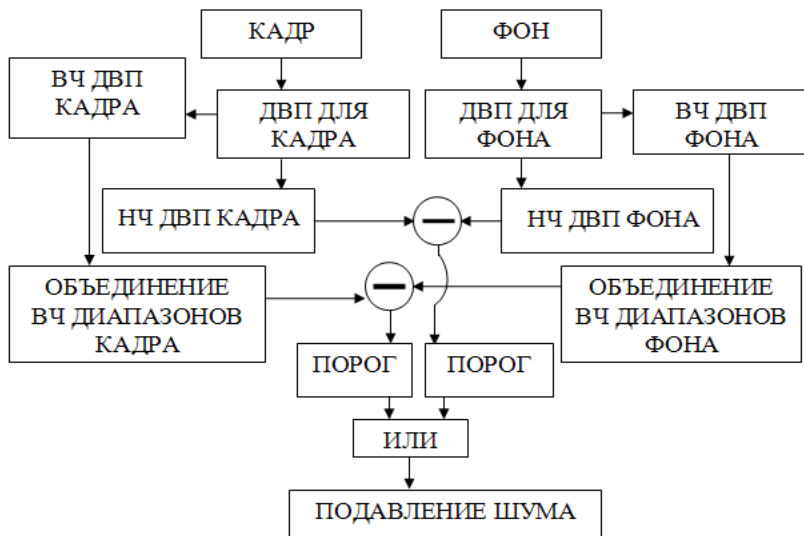 КАДР
ФОН
ВЧ ДВП
КАДРА
ДВП ДЛЯ
КАДРА
ДВП ДЛЯ
ФОНА
ВЧ ДВП
ФОНА
НЧ ДВП КАДРА
НЧ ДВП ФОНА
ОБЪЕДИНЕНИЕ
ВЧ ДИАПАЗОНОВ
КАДРА
ОБЪЕДИНЕНИЕ
ВЧ ДИАПАЗОНОВ
ФОНА
ПОРОГ
ПОРОГ
ИЛИ
ПОДАВЛЕНИЕ ШУМА